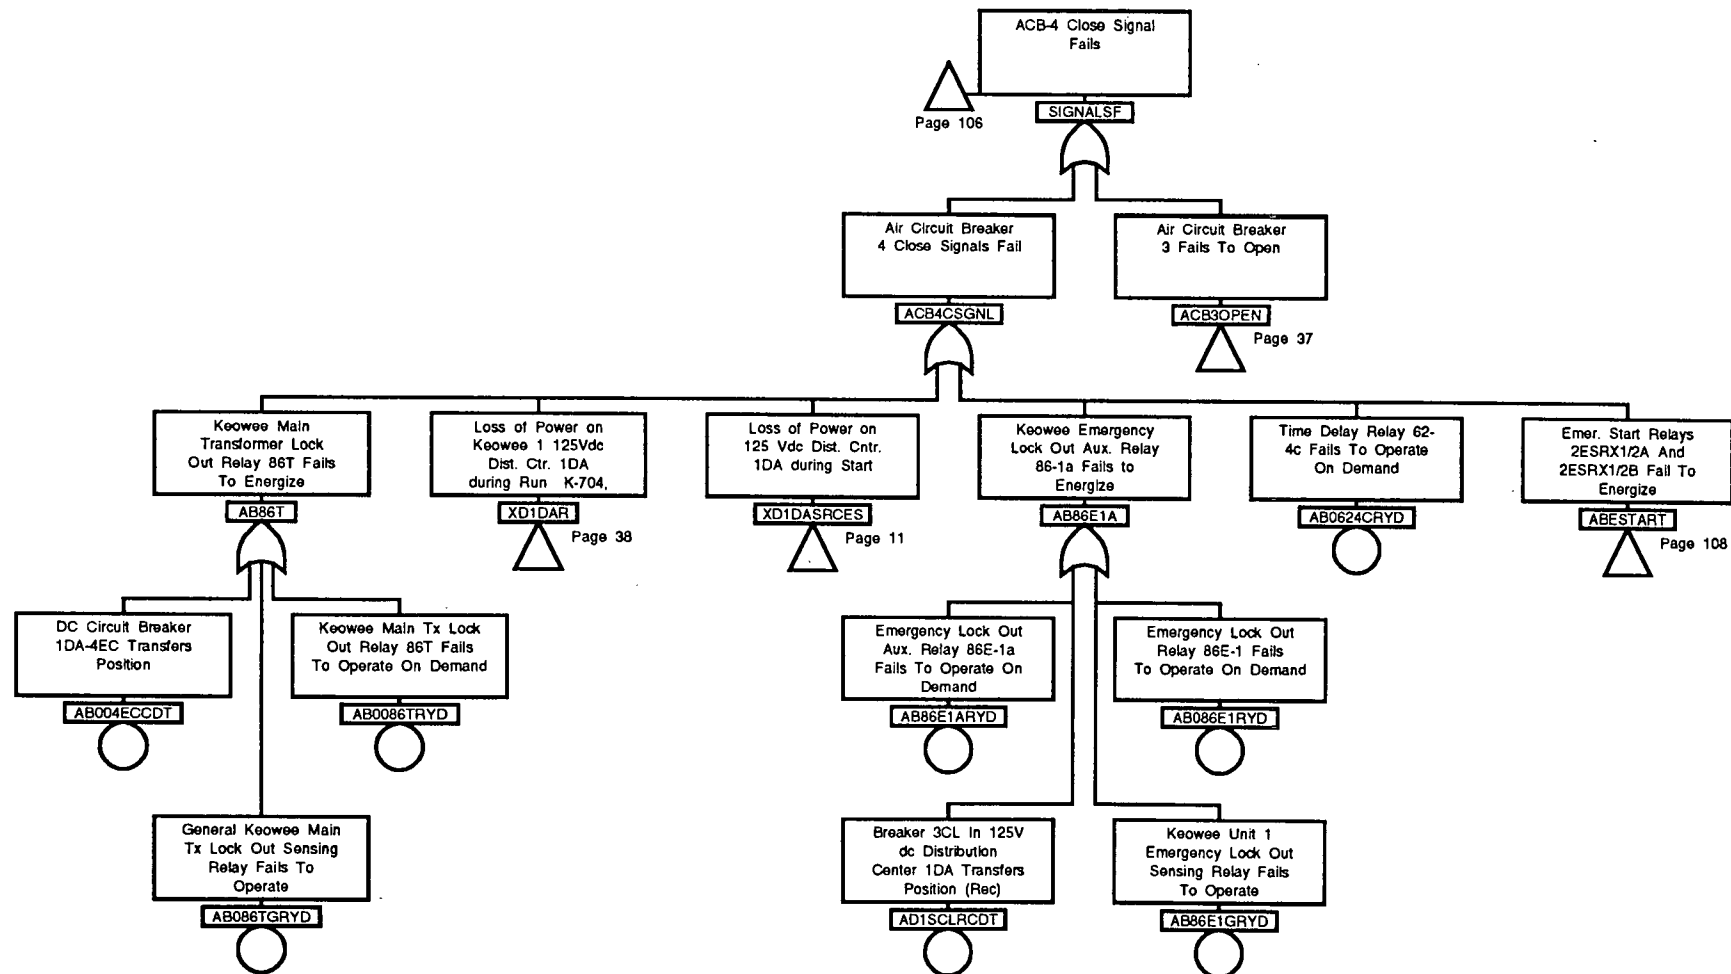 ACB-4 Close Signal
Fails
Page 106
SIGNALSF
Air Circuit Breaker
4 Close Signals Fail
ACB4CSGNL
Air Circuit Breaker
3 Fails To Open
ACB3OPEN
Page 37
Keowee Main
Transformer Lock
Out Relay 86T Fails
To Energize
AB86T
Loss of Power on
Keowee 1 125Vdc
Dist. Ctr. 1DA
during Run K-704,
XD1DAR
Page 38
Loss of Power on
125 Vdc Dist. Cntr.
1DA during Start
XD1DASRCES
Page 11
Keowee Emergency
Lock Out Aux. Relay
86-1a Fails to
Energize
AB86E1A
Time Delay Relay 62-
4c Fails To Operate
On Demand
AB0624CRYD
Emer. Start Relays
2ESRX1/2A And
2ESRX1/2B Fail To
Energize
ABESTART
Page 108
DC Circuit Breaker
1DA-4EC Transfers
Position
AB004ECCDT
Keowee Main Tx Lock
Out Relay 86T Fails
To Operate On Demand
AB0086TRYD
Emergency Lock Out
Aux. Relay 86E-1a
Fails To Operate On
Demand
AB86E1ARYD
Emergency Lock Out
Relay 86E-1 Fails
To Operate On Demand
AB086E1RYD
General Keowee Main
Tx Lock Out Sensing
Relay Fails To
Operate
AB086TGRYD
Breaker 3CL In 125V
dc Distribution
Center 1DA Transfers
Position (Rec)
AD1SCLRCDT
Keowee Unit 1
Emergency Lock Out
Sensing Relay Fails
To Operate
AB86E1GRYD